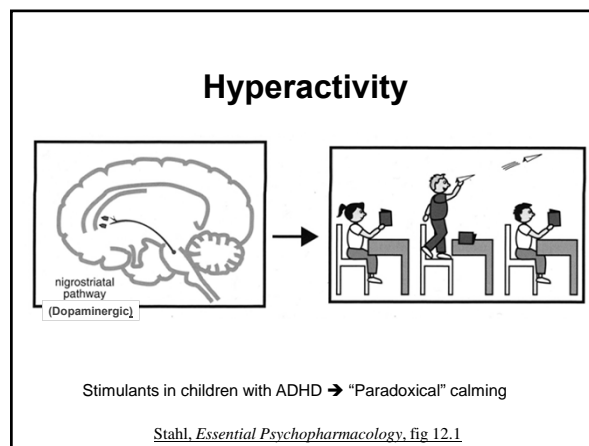 Hyperactivity
nigrostriatal
pathway
(Dopaminergic)
Stimulants in children with ADHD ➔ “Paradoxical” calming
Stahl, Essential Psychopharmacology, fig 12.1